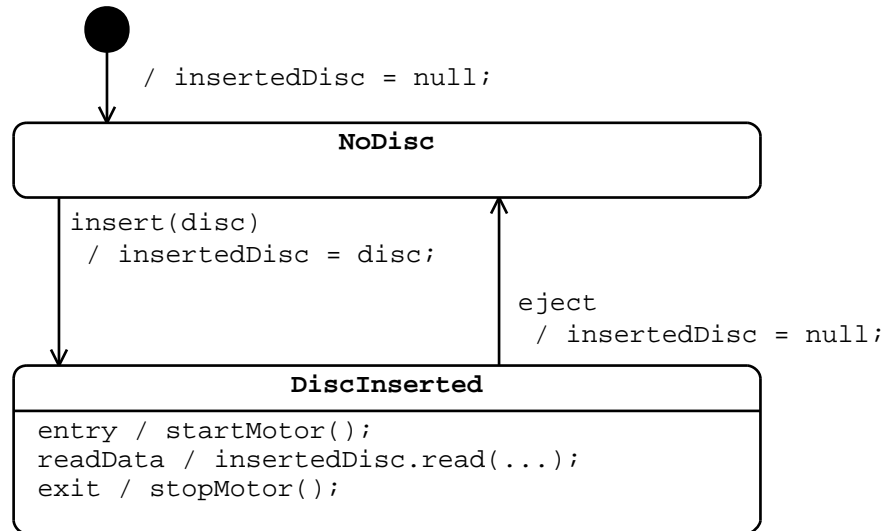 / insertedDisc = null;
NoDisc
insert(disc)
/ insertedDisc = disc;
eject
/ insertedDisc = null;
DiscInserted
entry / startMotor();
readData / insertedDisc.read(...);
exit / stopMotor();